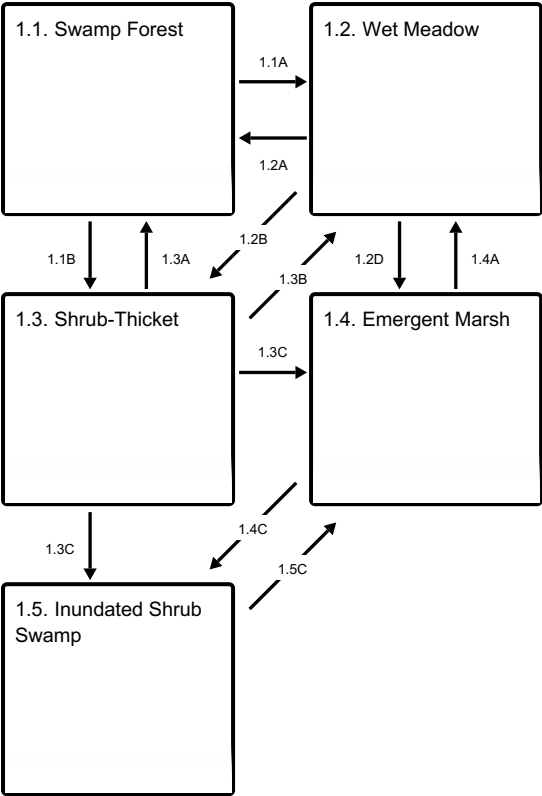 1.1. Swamp Forest
1.2. Wet Meadow
1.1A
1.2A
1.2B
1.1B
1.3A
1.3B
1.2D
1.4A
1.3. Shrub-Thicket
1.4. Emergent Marsh
1.3C
1.4C
1.3C
1.5C
1.5. Inundated Shrub
Swamp